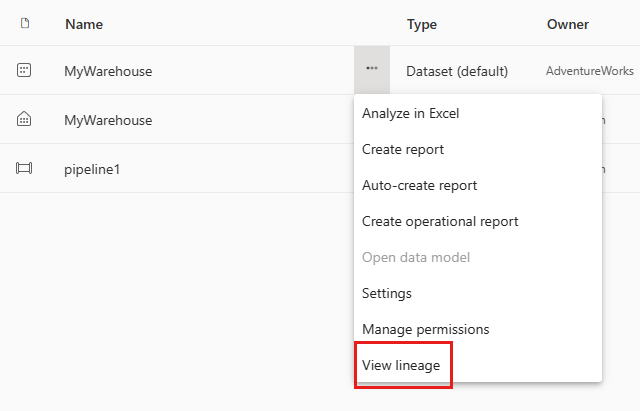 Name Type Owner
MyWarehouse ... Dataset (default) AdventureWorks
Analyze in Excel
MyWarehouse
Create report
pipeline1
Auto-create report
Create operational report
Open data model
Settings
Manage permissions
View lineage